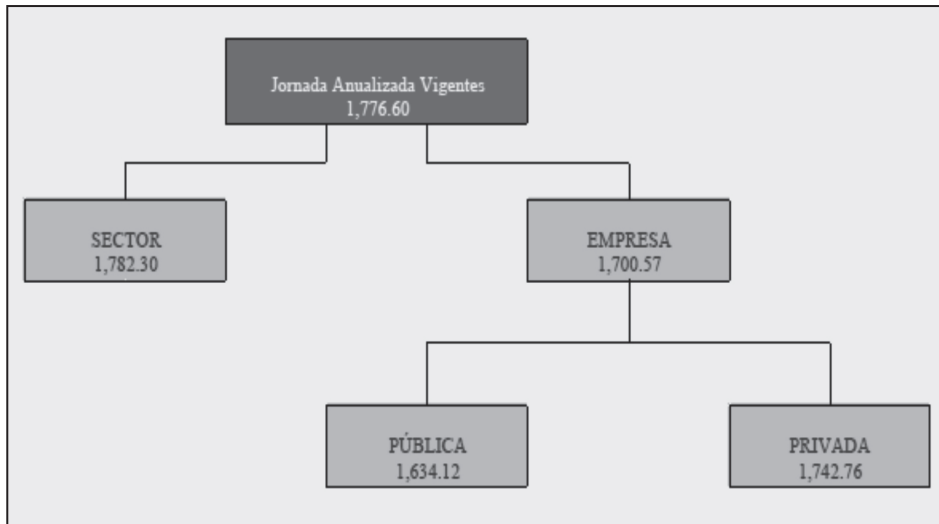 Jornada Anualizada Vigentes
1,776.60
SECTOR
1,782.30
EMPRESA
1,700.57
PÚBLICA
1,634.12
PRIVADA
1,742.76